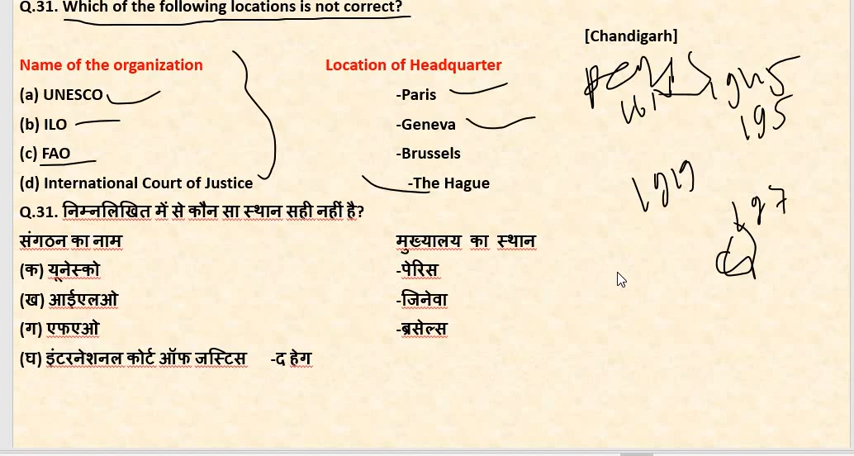 Q.31. Which of the following locations is not correct?
[Chandigarh]
Name of the organization Location of Headquarter
(a) UNESCO -Paris
(b) ILO -Geneva
(c) FAO -Brussels
(d) International Court of Justice -The Hague
1919
195
Q.31. निम्नलिखित में से कौन सा स्थान सही नहीं है?
संगठन का नाम मुख्यालय का स्थान
(क) यूनेस्को -पेरिस
(ख) आईएलओ -जिनेवा
(ग) एफएओ -ब्रसेल्स
(घ) इंटरनेशनल कोर्ट ऑफ जस्टिस -द हेग